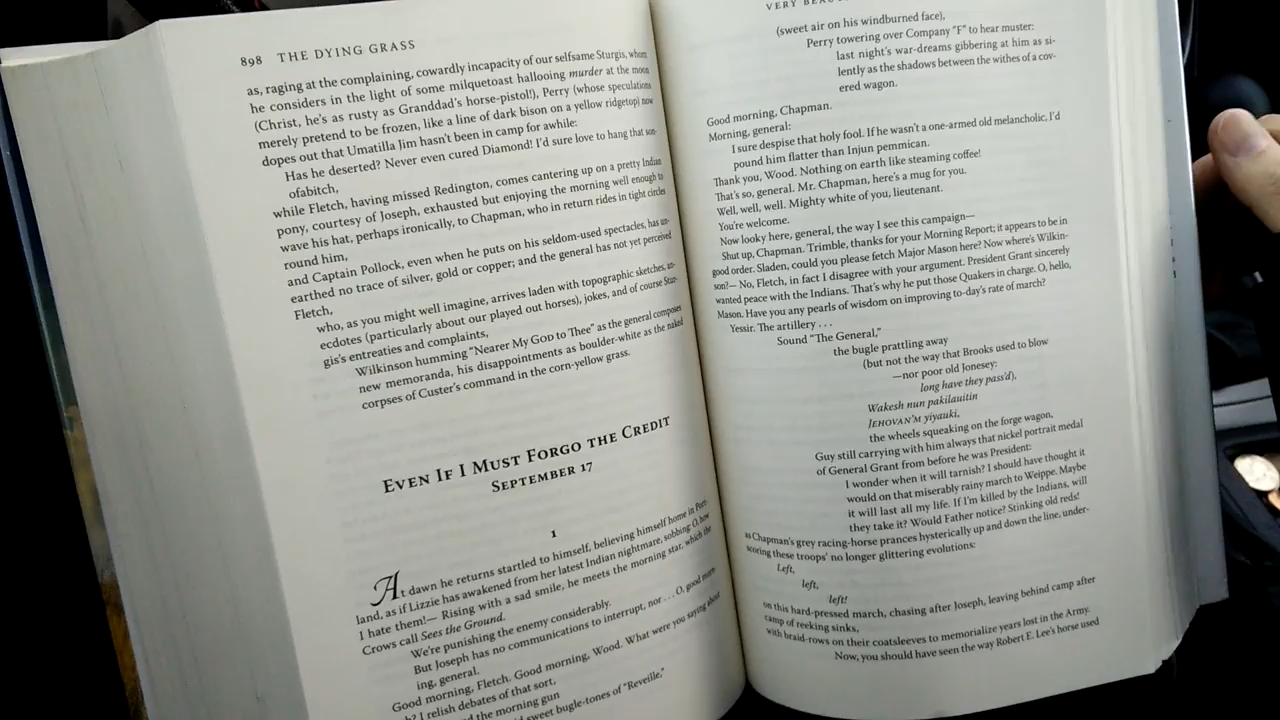 898 THE DYING GRASS
as, raging at the complaining, cowardly incapacity of our selfsame Sturgis, whom
he considers in the light of some milquetoast hallooing murder at the moon
(Christ, he's as rusty as Granddad's horse-pistol!), Perry (whose speculations
merely pretend to be frozen, like a line of dark bison on a yellow ridgetop) now
dopes out that Umatilla Jim hasn't been in camp for awhile:
Has he deserted? Never even cured Diamond! I'd sure love to hang that son-
ofabitch,
while Fletch, having missed Redington, comes cantering up on a pretty Indian
pony, courtesy of Joseph, exhausted but enjoying the morning well enough to
wave his hat, perhaps ironically, to Chapman, who in return rides in tight circles
round him,
and Captain Pollock, even when he puts on his seldom-used spectacles, has un-
earthed no trace of silver, gold or copper; and the general has not yet perceived
Fletch,
who, as you might well imagine, arrives laden with topographic sketches, an-
ecdotes (particularly about our played out horses), jokes, and of course Stur-
gis's entreaties and complaints,
Wilkinson humming "Nearer My God to Thee" as the general composes
new memoranda, his disappointments as boulder-white as the naked
corpses of Custer's command in the corn-yellow grass.
EVEN IF I MUST FORGO THE CREDIT
SEPTEMBER 17
1
At dawn he returns startled to himself, believing himself home in Port-
land, as if Lizzie has awakened from her latest Indian nightmare, sobbing: O, how
I hate them!— Rising with a sad smile, he meets the morning star, which the
Crows call Sees the Ground.
We're punishing the enemy considerably.
But Joseph has no communications to interrupt, nor . . . O, good morn-
ing, general.
Good morning, Fletch. Good morning, Wood. What were you saying about
I relish debates of that sort,
the morning gun
sweet bugle-tones of "Reveille,"
VERY
(sweet air on his windburned face),
Perry towering over Company "F" to hear muster:
last night's war-dreams gibbering at him as si-
lently as the shadows between the withes of a cov-
ered wagon.
Good morning, Chapman.
Morning, general:
I sure despise that holy fool. If he wasn't a one-armed old melancholic, I'd
pound him flatter than Injun pemmican.
Thank you, Wood. Nothing on earth like steaming coffee!
That's so, general. Mr. Chapman, here's a mug for you.
Well, well, well. Mighty white of you, lieutenant.
You're welcome.
Now looky here, general, the way I see this campaign—
Shut up, Chapman. Trimble, thanks for your Morning Report; it appears to be in
good order. Sladen, could you please fetch Major Mason here? Now where's Wilkin-
son?— No, Fletch, in fact I disagree with your argument. President Grant sincerely
wanted peace with the Indians. That's why he put those Quakers in charge. O, hello,
Mason. Have you any pearls of wisdom on improving to-day's rate of march?
Yessir. The artillery . . .
Sound "The General,"
the bugle prattling away
(but not the way that Brooks used to blow
—nor poor old Jonesey:
long have they pass'd),
Wakesh nun pakilauitin
JEHOVAN'M yiyauki,
the wheels squeaking on the forge wagon,
Guy still carrying with him always that nickel portrait medal
of General Grant from before he was President:
I wonder when it will tarnish? I should have thought it
would on that miserably rainy march to Weippe. Maybe
it will last all my life. If I'm killed by the Indians, will
they take it? Would Father notice? Stinking old reds!
as Chapman's grey racing-horse prances hysterically up and down the line, under-
scoring these troops' no longer glittering evolutions:
Left,
left,
left!
on this hard-pressed march, chasing after Joseph, leaving behind camp after
camp of reeking sinks,
with braid-rows on their coatsleeves to memorialize years lost in the Army.
Now, you should have seen the way Robert E. Lee's horse used